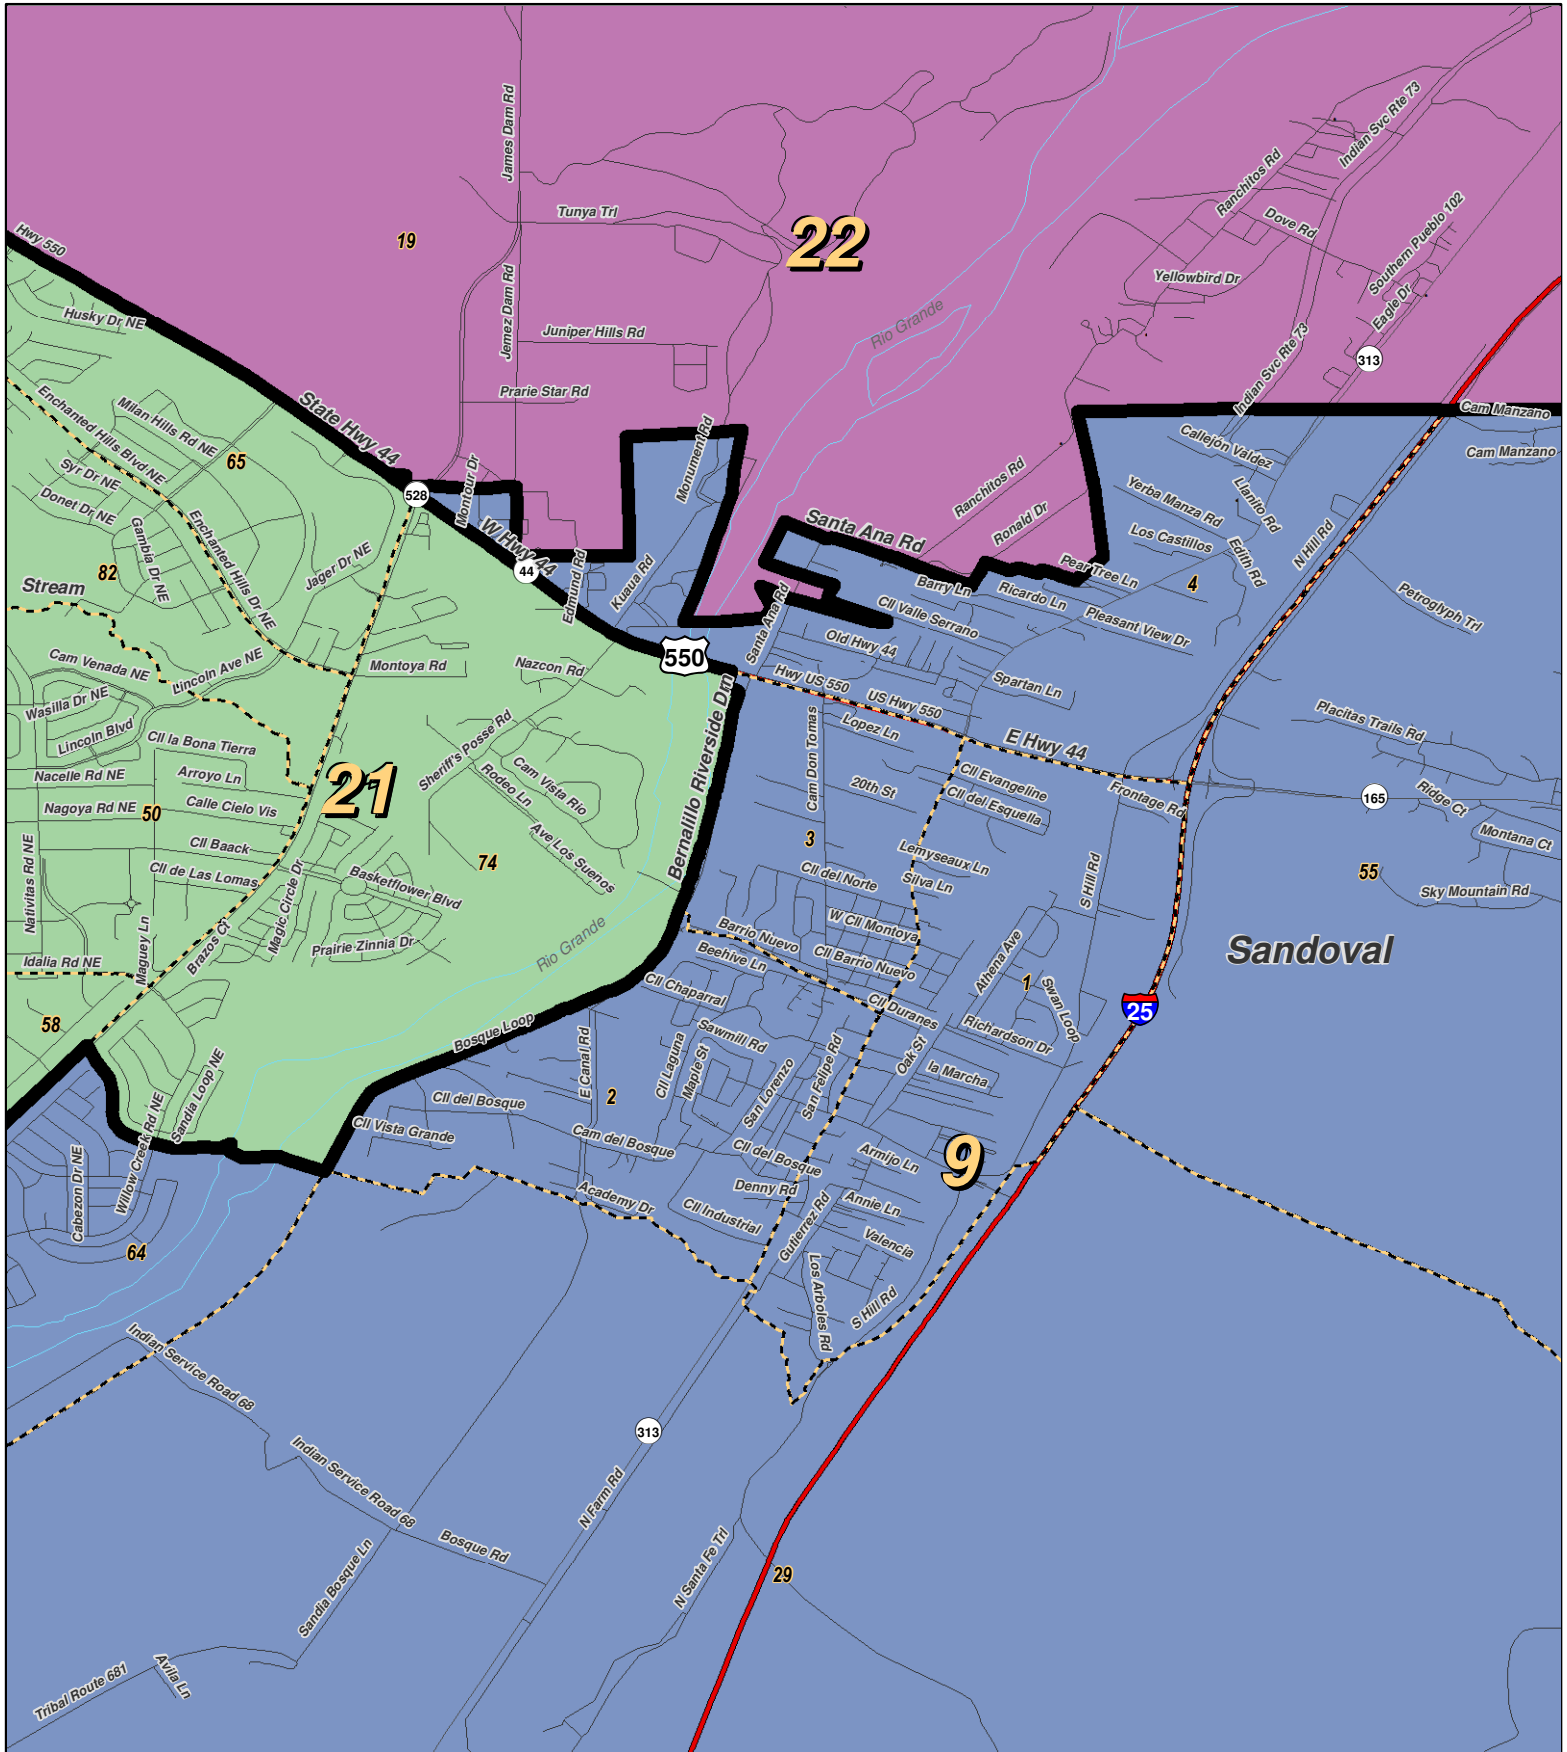 James Dam Rd
Indian Svc Rte 73
Ranchitos Rd
Tunya Trl
22
19
Dove Rd
Southern Pueblo 102
Hwy 550
Yellowbird Dr
Eagle Dr
Jemez Dam Rd
Rio Grande
Husky Dr NE
Juniper Hills Rd
313
Indian Svc Rte 73
Prarie Star Rd
Cam Manzano
Enchanted Hills Blvd NE
Milan Hills Rd NE
State Hwy 44
Monument Rd
Callejón Valdez
Cam Manzano
65
Syr Dr NE
Montour Dr
Ranchitos Rd
528
Yerba Manza Rd
Llanito Rd
Donet Dr NE
Gambia Dr NE
Enchanted Hills Dr NE
W Hwy 44
Santa Ana Rd
Ronald Dr
Los Castillos
N Hill Rd
Jager Dr NE
44
Edmund Rd
Kuaua Rd
Pear Tree Ln
Edith Rd
82
Stream
Barry Ln
Ricardo Ln
4
Petroglyph Trl
Cll Valle Serrano
Pleasant View Dr
Santa Ana Rd
Old Hwy 44
Cam Venada NE
Lincoln Ave NE
Montoya Rd
Nazcon Rd
550
Hwy US 550
US Hwy 550
Spartan Ln
Wasilla Dr NE
Lincoln Blvd
Cll la Bona Tierra
Sheriff's Posse Rd
Bernalillo Riverside Drn
Cam Don Tomas
Lopez Ln
E Hwy 44
Placitas Trails Rd
Nacelle Rd NE
Arroyo Ln
21
Rodeo Ln
Cam Vista Rio
20th St
Cll Evangeline
Cll del Esquella
Frontage Rd
165
Ridge Ct
Nagoya Rd NE
50
Calle Cielo Vis
Montana Ct
Nativitas Rd NE
Cll Baack
74
Ave Los Suenos
3
Lemyseaux Ln
Cll de Las Lomas
Basketflower Blvd
Cll del Norte
Silva Ln
S Hill Rd
55
Sky Mountain Rd
Maguey Ln
Brazos Ct
Magic Circle Dr
Prairie Zinnia Dr
Rio Grande
Barrio Nuevo
W Cll Montoya
Athena Ave
Sandoval
Idalia Rd NE
Beehive Ln
Cll Barrio Nuevo
1
Swan Loop
58
Cll Chaparral
Cll Duranes
25
Bosque Loop
Sawmill Rd
Richardson Dr
E Canal Rd
Cll Laguna
Maple St
San Lorenzo
San Felipe Rd
Oak St
la Marcha
Sandia Loop NE
Willow Creek Rd NE
Cll del Bosque
2
Cll Vista Grande
Cam del Bosque
Cll del Bosque
Armijo Ln
9
Cabezon Dr NE
Academy Dr
Denny Rd
Annie Ln
Cll Industrial
Gutierrez Rd
Valencia
64
Los Arboles Rd
S Hill Rd
Indian Service Road 68
313
Indian Service Road 68
N Farm Rd
Bosque Rd
Sandia Bosque Ln
N Santa Fe Trl
29
Tribal Route 681
Avila Ln